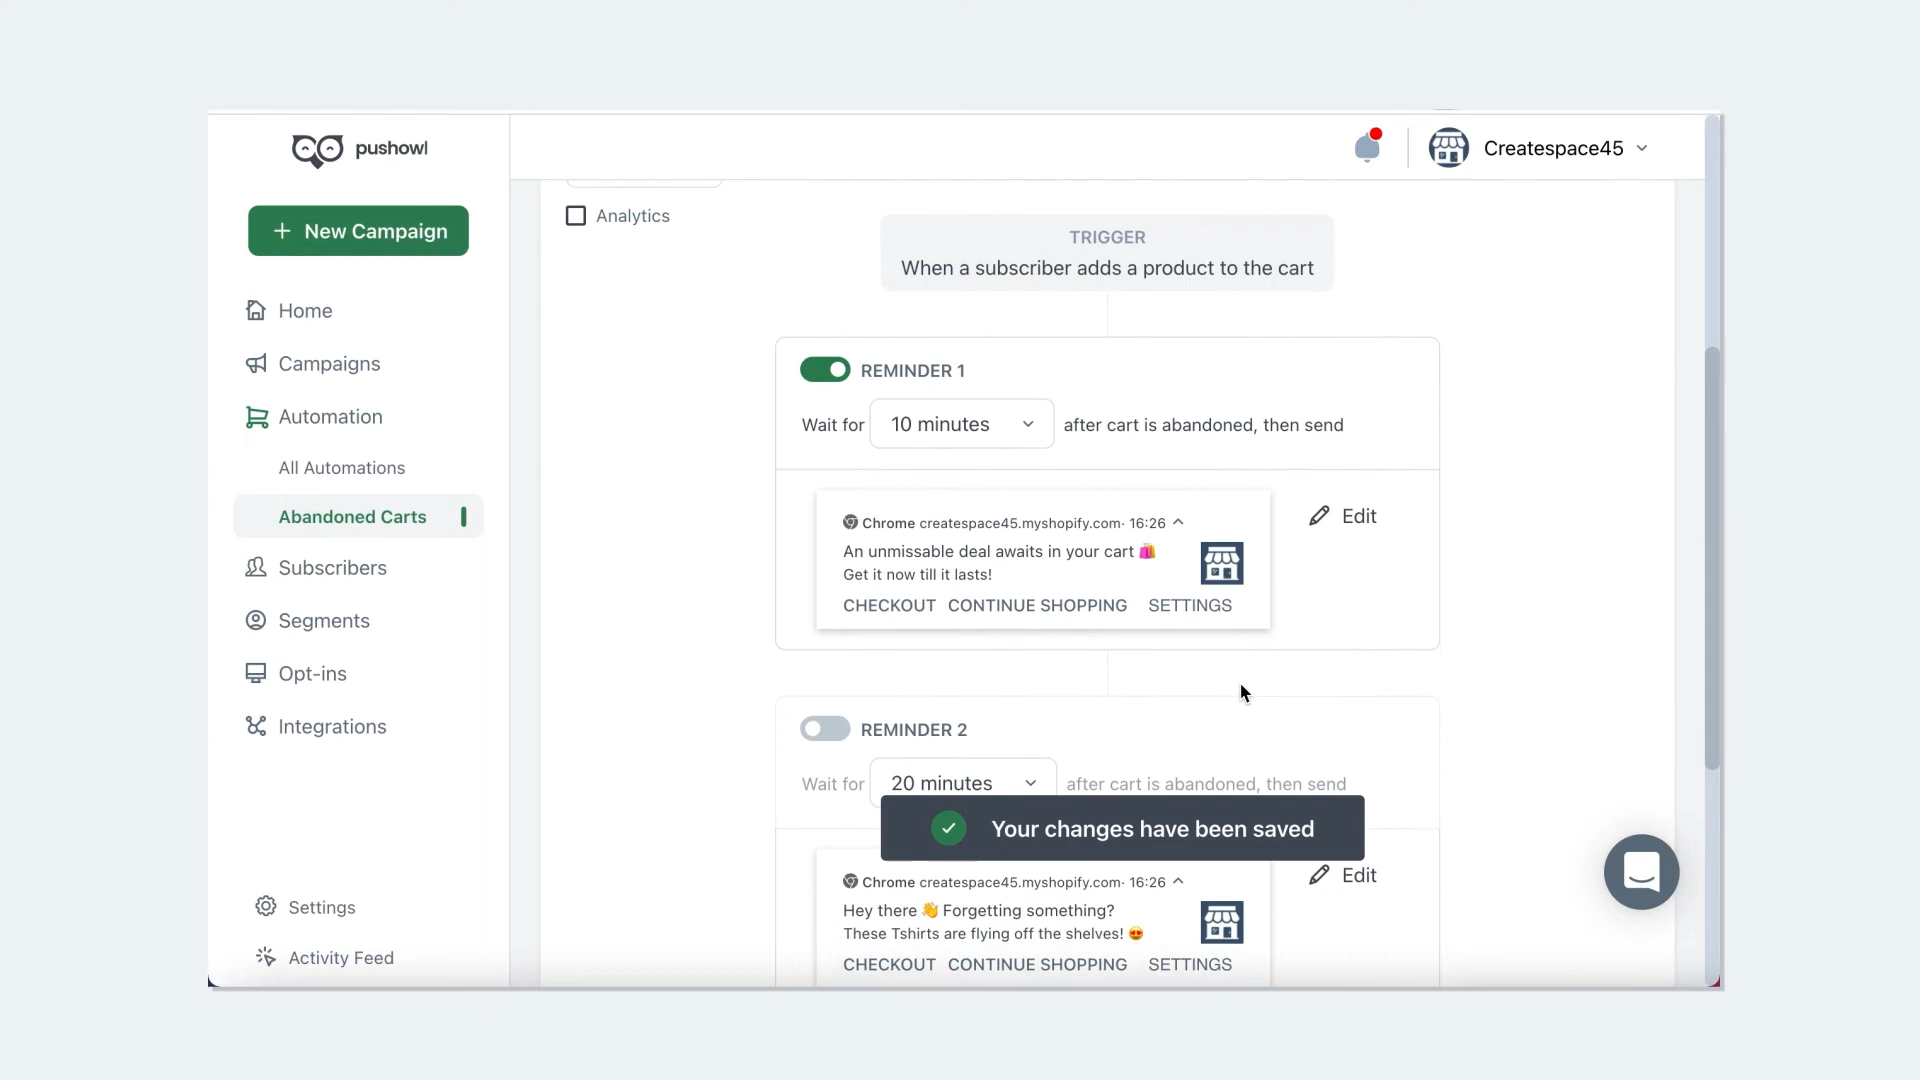 pushowl
Createspace45
+ New Campaign
Home
Campaigns
Automation
All Automations
Abandoned Carts
Subscribers
Segments
Opt-ins
Integrations
Settings
Activity Feed
Analytics
TRIGGER
When a subscriber adds a product to the cart
REMINDER 1
Wait for 10 minutes after cart is abandoned, then send
Chrome createspace45.myshopify.com· 16:26
An unmissable deal awaits in your cart 🛍️
Get it now till it lasts!
CHECKOUT CONTINUE SHOPPING SETTINGS
Edit
REMINDER 2
Wait for 20 minutes after cart is abandoned, then send
Your changes have been saved
Chrome createspace45.myshopify.com· 16:26
Hey there 👋 Forgetting something?
These Tshirts are flying off the shelves! 😍
CHECKOUT CONTINUE SHOPPING SETTINGS
Edit